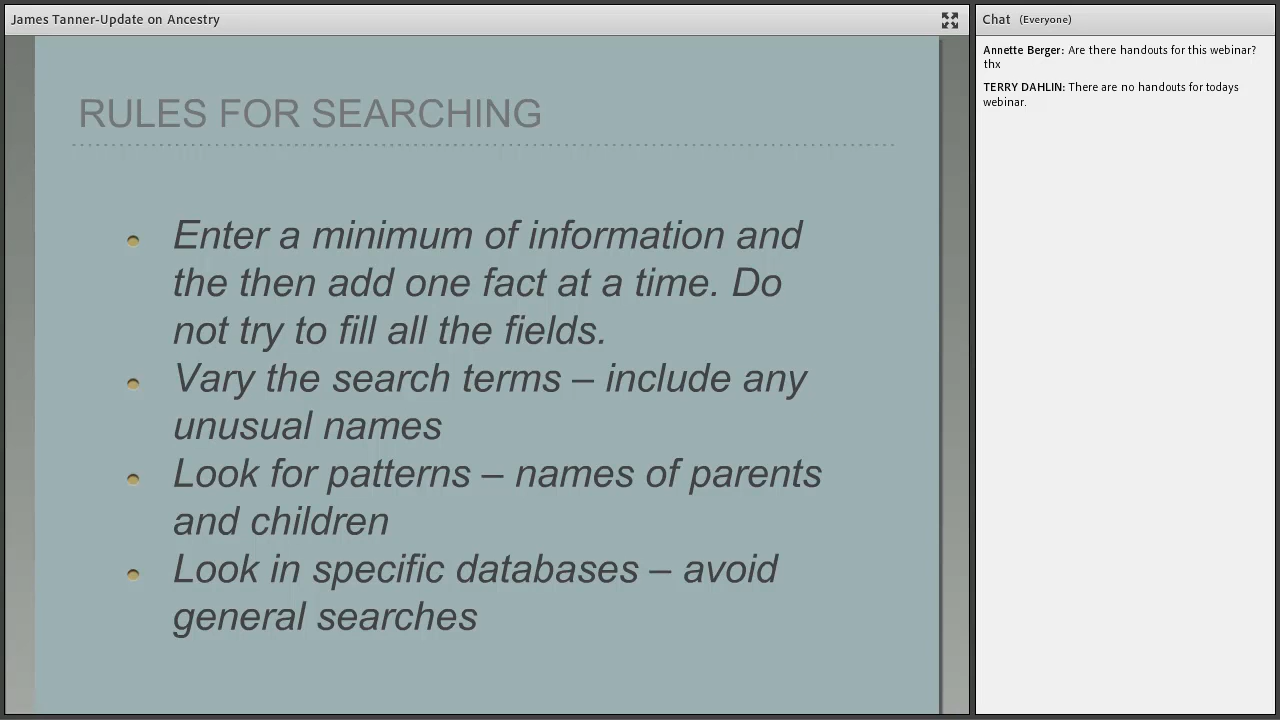 James Tanner-Update on Ancestry
RULES FOR SEARCHING
Enter a minimum of information and
the then add one fact at a time. Do
not try to fill all the fields.
Vary the search terms – include any
unusual names
Look for patterns – names of parents
and children
Look in specific databases – avoid
general searches
Chat (Everyone)
Annette Berger: Are there handouts for this webinar?
thx
TERRY DAHLIN: There are no handouts for todays
webinar.